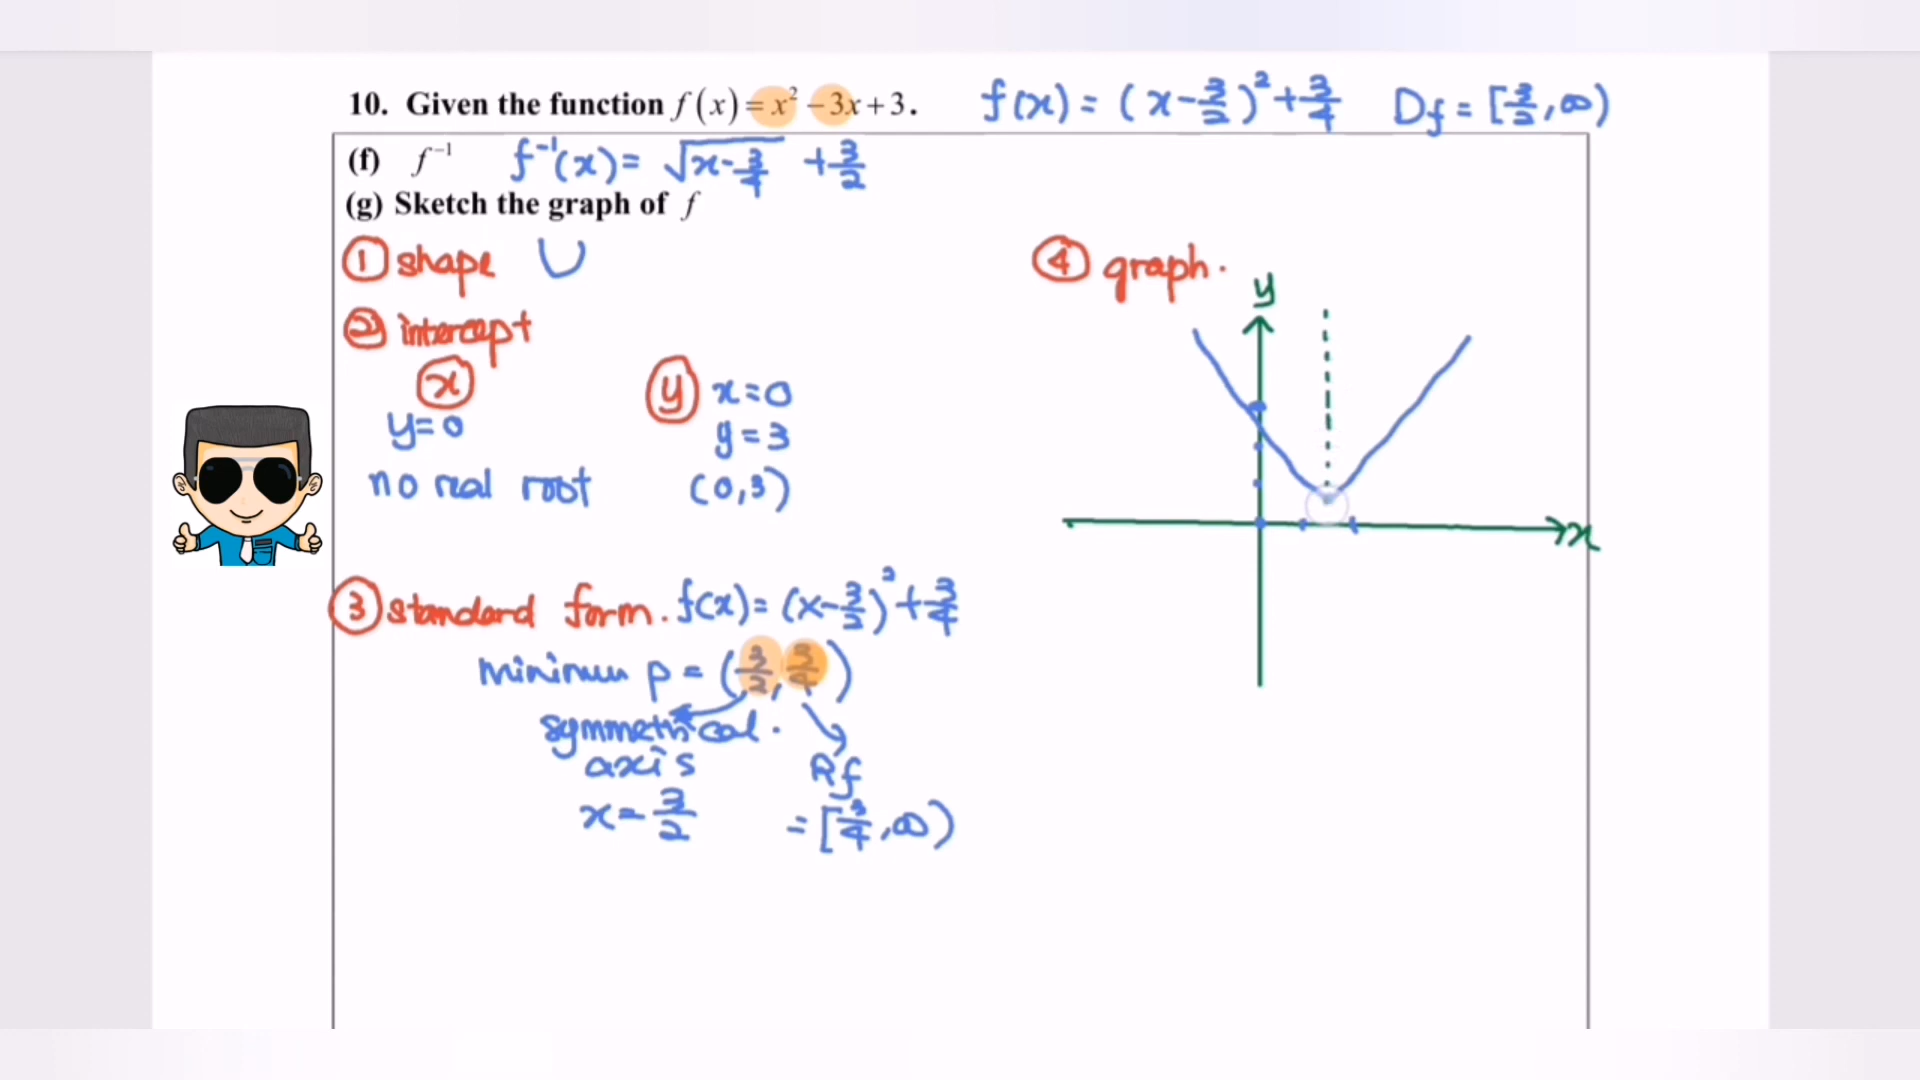 10. Given the function f(x) = x² − 3x + 3. f(x) = (x - 3/2)² + 3/4 Df = [3/2, ∞)
(f) f⁻¹ f⁻¹(x) = √(x - 3/4) + 3/2
(g) Sketch the graph of f
① shape ∪
② intercept
x
y = 0
no real root
y x = 0
y = 3
(0, 3)
③ standard form. f(x) = (x - 3/2)² + 3/4
minimum p = (3/2, 3/4)
symmetrical.
axis
x = 3/2
Rf
= [3/4, ∞)
④ graph.
y
x